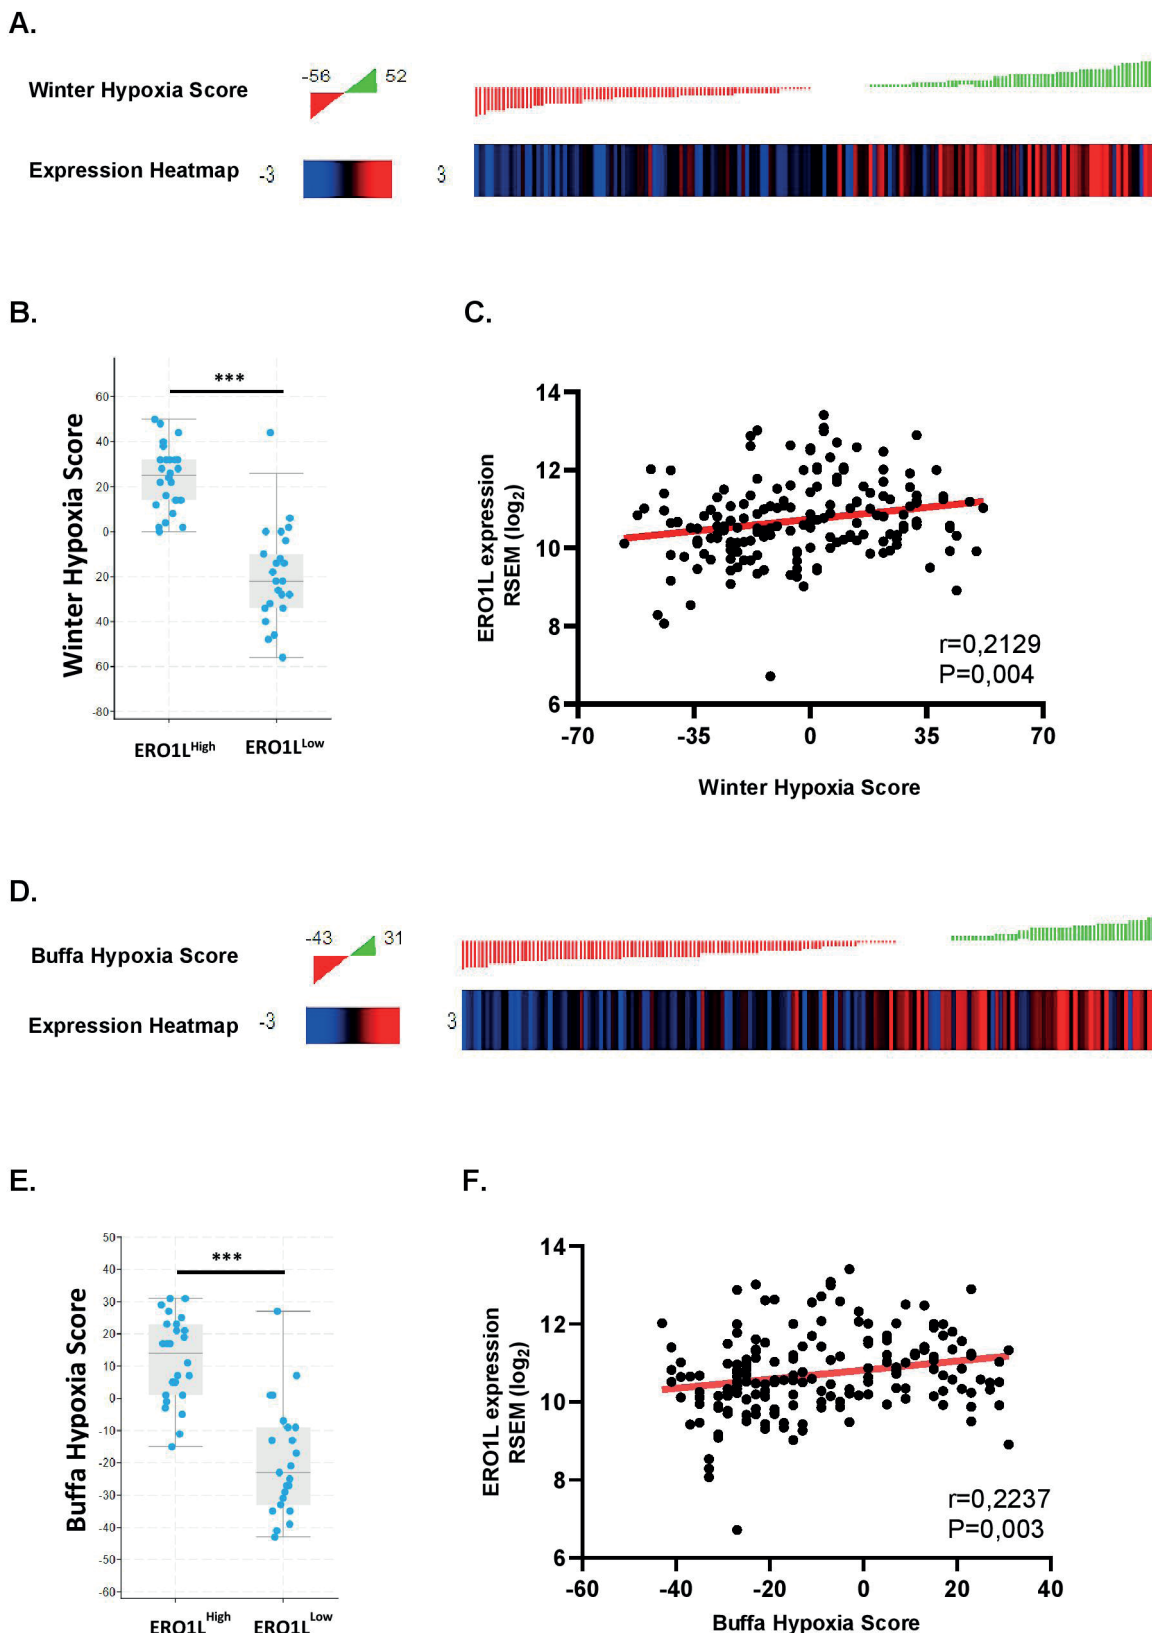 A.
Winter Hypoxia Score
-56
52
Expression Heatmap
-3
3
B.
Winter Hypoxia Score
***
60
40
20
0
20
40
60
-80
ERO1L^High
ERO1L^Low
C.
ERO1L expression
RSEM (log2)
14
12
10
8
6
r=0,2129
P=0,004
-70
-35
0
35
70
Winter Hypoxia Score
D.
Buffa Hypoxia Score
-43
31
Expression Heatmap
-3
3
E.
Buffa Hypoxia Score
***
50
40
30
20
10
-0
-10
-20
-30
-40
-50
-60
ERO1L^High
ERO1L^Low
F.
ERO1L expression
RSEM (log2)
14
12
10
8
6
r=0,2237
P=0,003
-60
-40
-20
0
20
40
Buffa Hypoxia Score